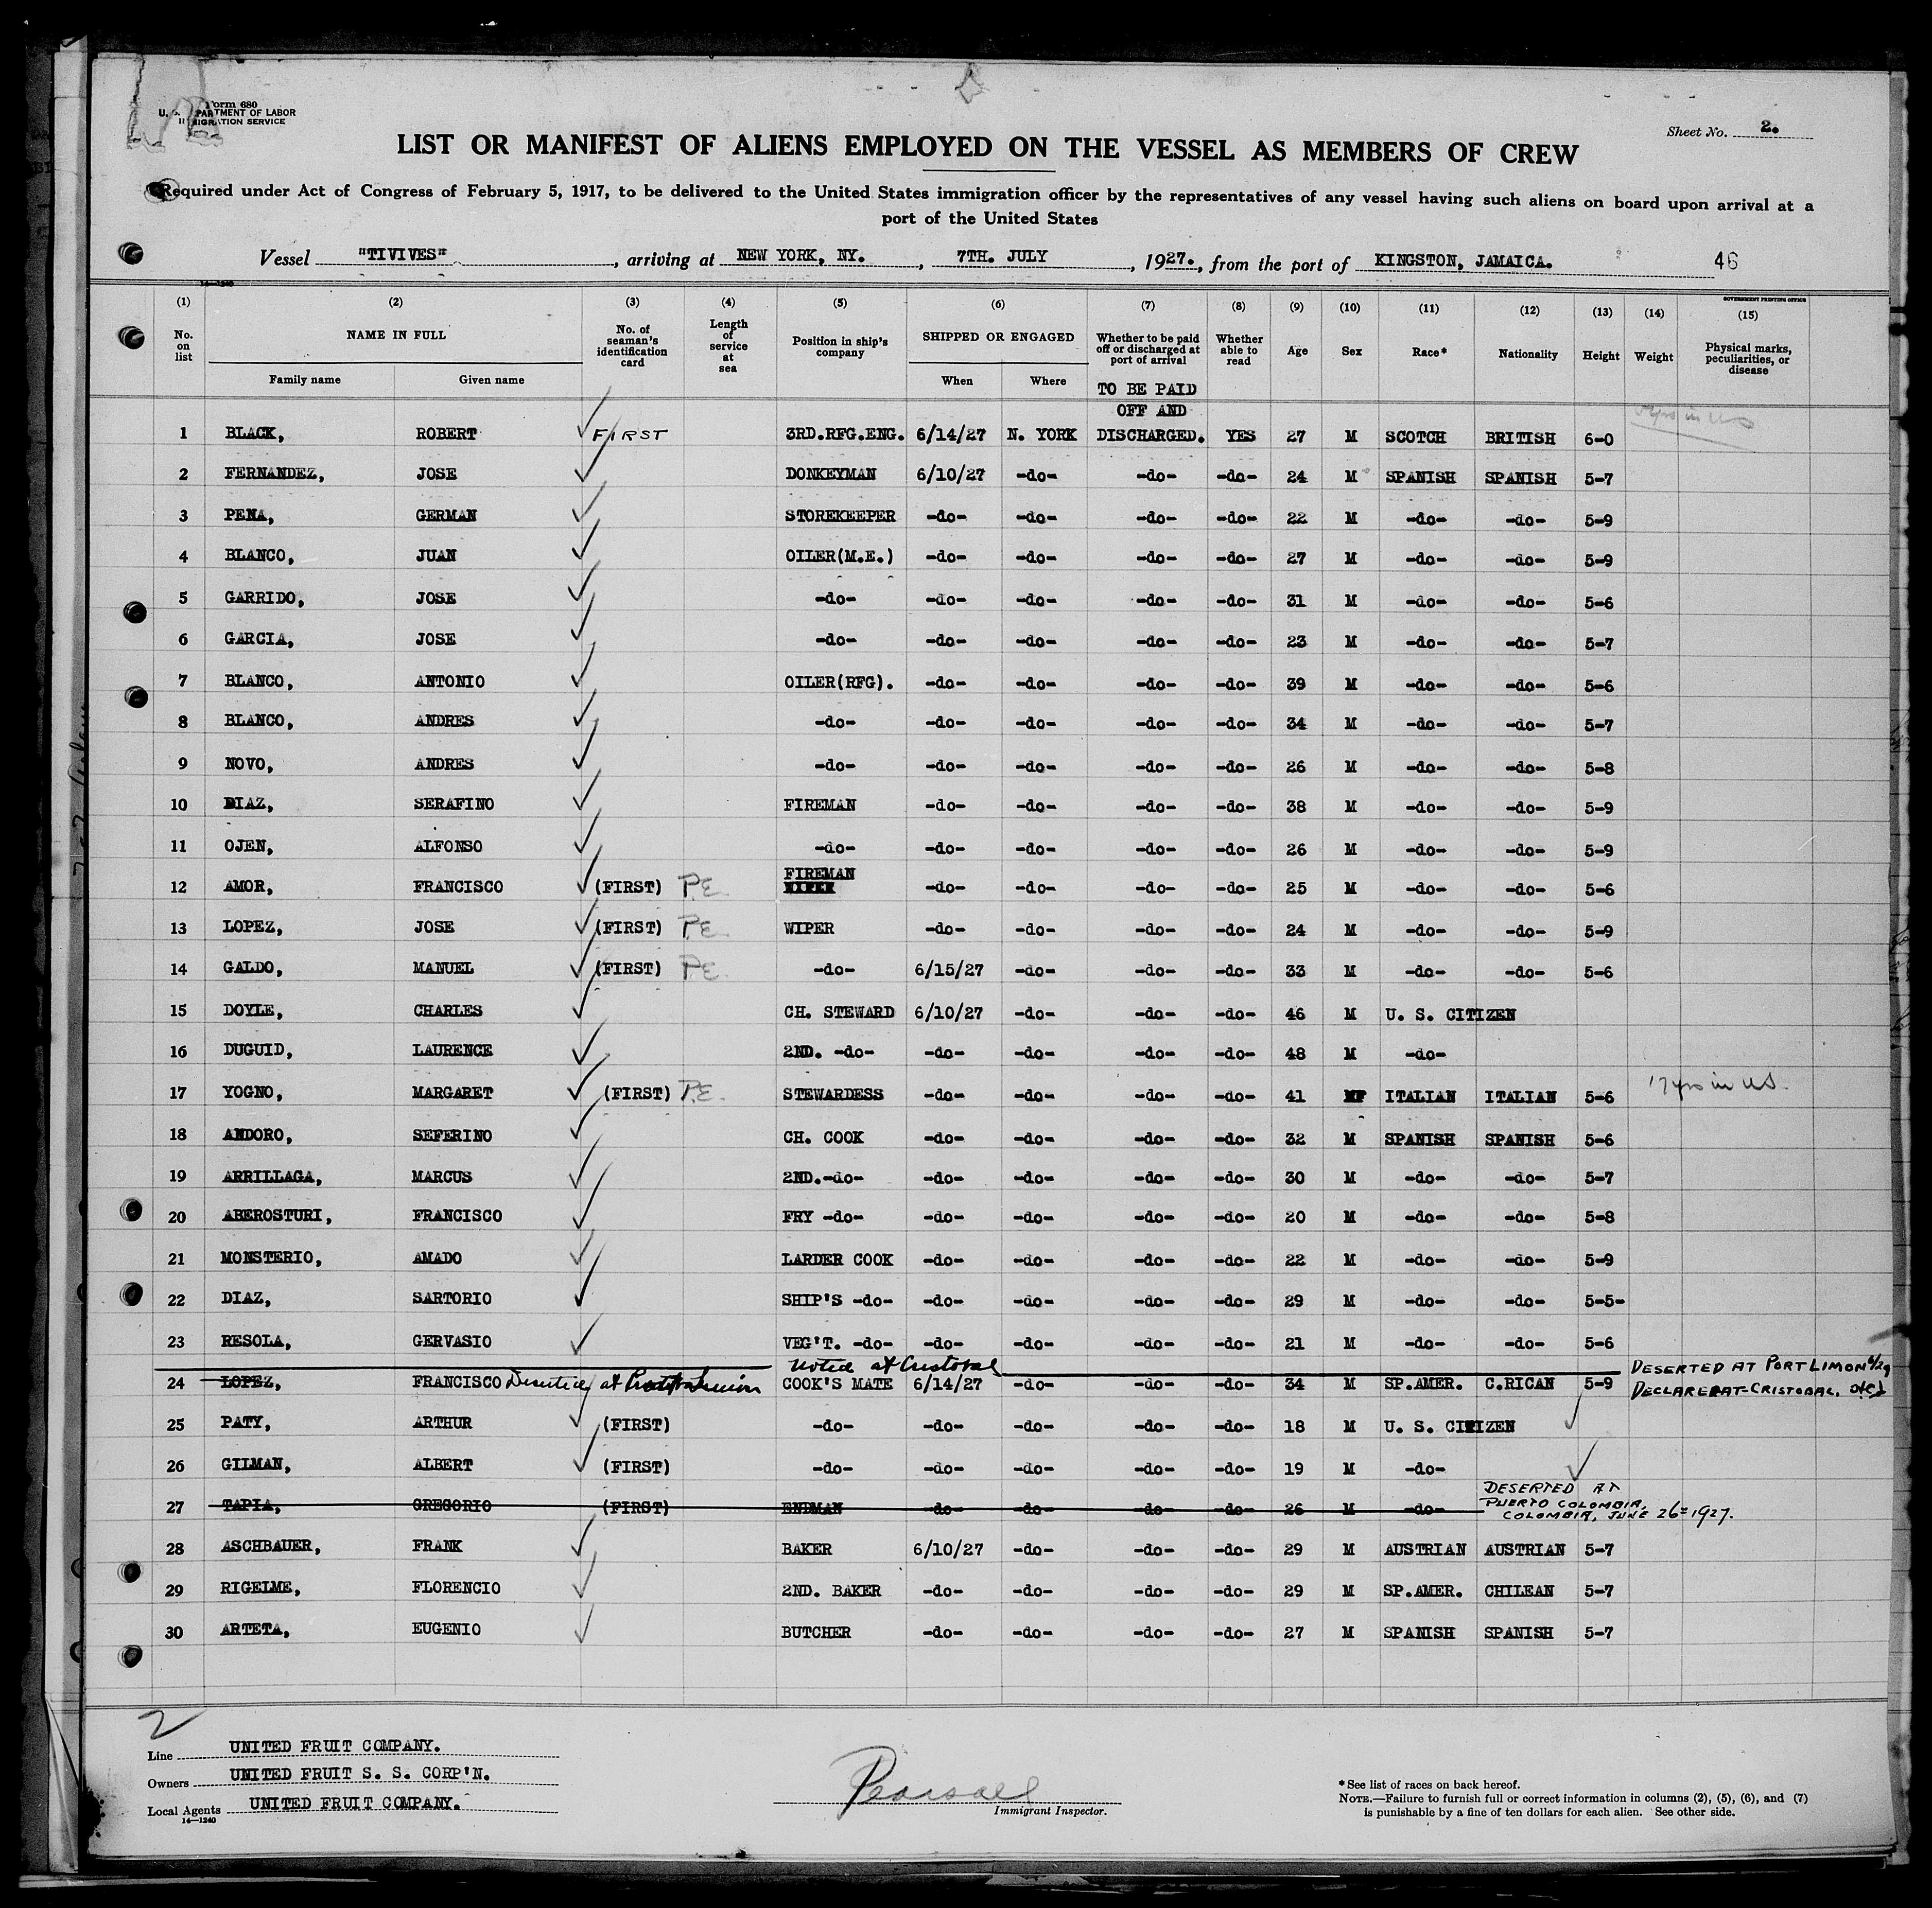 Form 680
U. S. DEPARTMENT OF LABOR
IMMIGRATION SERVICE
Sheet No. 2.
LIST OR MANIFEST OF ALIENS EMPLOYED ON THE VESSEL AS MEMBERS OF CREW
Required under Act of Congress of February 5, 1917, to be delivered to the United States immigration officer by the representatives of any vessel having such aliens on board upon arrival at a
port of the United States
Vessel "TIVIVES", arriving at NEW YORK, NY., 7TH. JULY, 1927., from the port of KINGSTON, JAMAICA. 46
14—1240
GOVERNMENT PRINTING OFFICE
(1) (2) (3) (4) (5) (6) (7) (8) (9) (10) (11) (12) (13) (14) (15)
No. on list NAME IN FULL Family name Given name No. of seaman's identification card Length of service at sea Position in ship's company SHIPPED OR ENGAGED When Where Whether to be paid off or discharged at port of arrival Whether able to read Age Sex Race* Nationality Height Weight Physical marks, peculiarities, or disease
TO BE PAID
OFF AND
1 BLACK, ROBERT FIRST 3RD.RFG.ENG. 6/14/27 N. YORK DISCHARGED. YES 27 M SCOTCH BRITISH 6-0 yrs in US
2 FERNANDEZ, JOSE DONKEYMAN 6/10/27 -do- -do- -do- 24 M SPANISH SPANISH 5-7
3 PENA, GERMAN STOREKEEPER -do- -do- -do- -do- 22 M -do- -do- 5-9
4 BLANCO, JUAN OILER(M.E.) -do- -do- -do- -do- 27 M -do- -do- 5-9
5 GARRIDO, JOSE -do- -do- -do- -do- -do- 31 M -do- -do- 5-6
6 GARCIA, JOSE -do- -do- -do- -do- -do- 23 M -do- -do- 5-7
7 BLANCO, ANTONIO OILER(RFG). -do- -do- -do- -do- 39 M -do- -do- 5-6
8 BLANCO, ANDRES -do- -do- -do- -do- -do- 34 M -do- -do- 5-7
9 NOVO, ANDRES -do- -do- -do- -do- -do- 26 M -do- -do- 5-8
10 DIAZ, SERAFINO FIREMAN -do- -do- -do- -do- 38 M -do- -do- 5-9
11 OJEN, ALFONSO -do- -do- -do- -do- -do- 26 M -do- -do- 5-9
12 AMOR, FRANCISCO (FIRST) P.E. FIREMAN WIPER -do- -do- -do- -do- 25 M -do- -do- 5-6
13 LOPEZ, JOSE (FIRST) P.E. WIPER -do- -do- -do- -do- 24 M -do- -do- 5-9
14 GALDO, MANUEL (FIRST) P.E. -do- 6/15/27 -do- -do- -do- 33 M -do- -do- 5-6
15 DOYLE, CHARLES CH. STEWARD 6/10/27 -do- -do- -do- 46 M U. S. CITIZEN
16 DUGUID, LAURENCE 2ND. -do- -do- -do- -do- -do- 48 M -do-
17 YOGNO, MARGARET (FIRST) P.E. STEWARDESS -do- -do- -do- -do- 41 F ITALIAN ITALIAN 5-6 17 yrs in US.
18 ANDORO, SEFERINO CH. COOK -do- -do- -do- -do- 32 M SPANISH SPANISH 5-6
19 ARRILLAGA, MARCUS 2ND.-do- -do- -do- -do- -do- 30 M -do- -do- 5-7
20 ABEROSTURI, FRANCISCO FRY -do- -do- -do- -do- -do- 20 M -do- -do- 5-8
21 MONSTERIO, AMADO LARDER COOK -do- -do- -do- -do- 22 M -do- -do- 5-9
22 DIAZ, SARTORIO SHIP'S -do- -do- -do- -do- -do- 29 M -do- -do- 5-5-
23 RESOLA, GERVASIO VEG'T. -do- -do- -do- -do- -do- 21 M -do- -do- 5-6
Noted at Cristobal DESERTED AT PORT LIMON
24 LOPEZ, FRANCISCO Deserted at Port Limon COOK'S MATE 6/14/27 -do- -do- -do- 34 M SP.AMER. C.RICAN 5-9 DECLARED AT CRISTOBAL.
25 PATY, ARTHUR (FIRST) -do- -do- -do- -do- -do- 18 M U. S. CITIZEN
26 GILMAN, ALBERT (FIRST) -do- -do- -do- -do- -do- 19 M -do-
27 TAPIA, GREGORIO (FIRST) ENDMAN -do- -do- -do- -do- 26 M -do- DESERTED AT
PUERTO COLOMBIA,
COLOMBIA, JUNE 26= 1927.
28 ASCHBAUER, FRANK BAKER 6/10/27 -do- -do- -do- 29 M AUSTRIAN AUSTRIAN 5-7
29 RIGELME, FLORENCIO 2ND. BAKER -do- -do- -do- -do- 29 M SP.AMER. CHILEAN 5-7
30 ARTETA, EUGENIO BUTCHER -do- -do- -do- -do- 27 M SPANISH SPANISH 5-7
2
Line UNITED FRUIT COMPANY.
Owners UNITED FRUIT S. S. CORP'N.
Local Agents UNITED FRUIT COMPANY.
14—1240
Pearsall
Immigrant Inspector.
*See list of races on back hereof.
NOTE.—Failure to furnish full or correct information in columns (2), (5), (6), and (7)
is punishable by a fine of ten dollars for each alien. See other side.